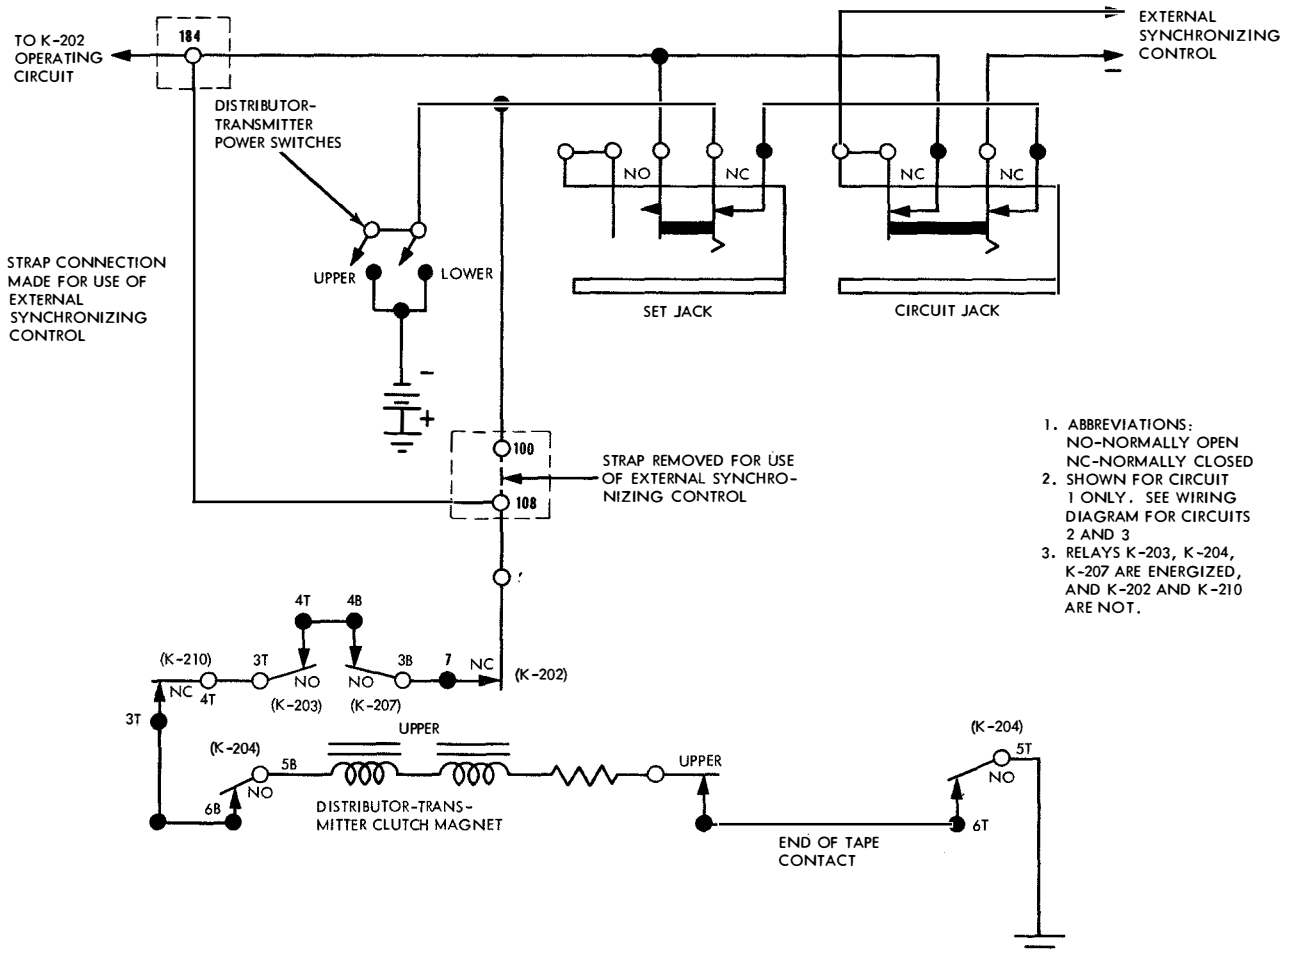 TO K-202
OPERATING
CIRCUIT
184
EXTERNAL
SYNCHRONIZING
CONTROL
−
DISTRIBUTOR-
TRANSMITTER
POWER SWITCHES
NO
NC
NC
NC
UPPER
LOWER
SET JACK
CIRCUIT JACK
STRAP CONNECTION
MADE FOR USE OF
EXTERNAL
SYNCHRONIZING
CONTROL
−
+
100
108
STRAP REMOVED FOR USE
OF EXTERNAL SYNCHRO-
NIZING CONTROL
1. ABBREVIATIONS:
NO-NORMALLY OPEN
NC-NORMALLY CLOSED
2. SHOWN FOR CIRCUIT
1 ONLY. SEE WIRING
DIAGRAM FOR CIRCUITS
2 AND 3
3. RELAYS K-203, K-204,
K-207 ARE ENERGIZED,
AND K-202 AND K-210
ARE NOT.
4T
4B
(K-210)
3T
3B
7
NC
(K-202)
NC
4T
NO
NO
(K-203)
(K-207)
3T
UPPER
(K-204)
5B
NO
6B
UPPER
(K-204)
5T
NO
6T
DISTRIBUTOR-TRANS-
MITTER CLUTCH MAGNET
END OF TAPE
CONTACT